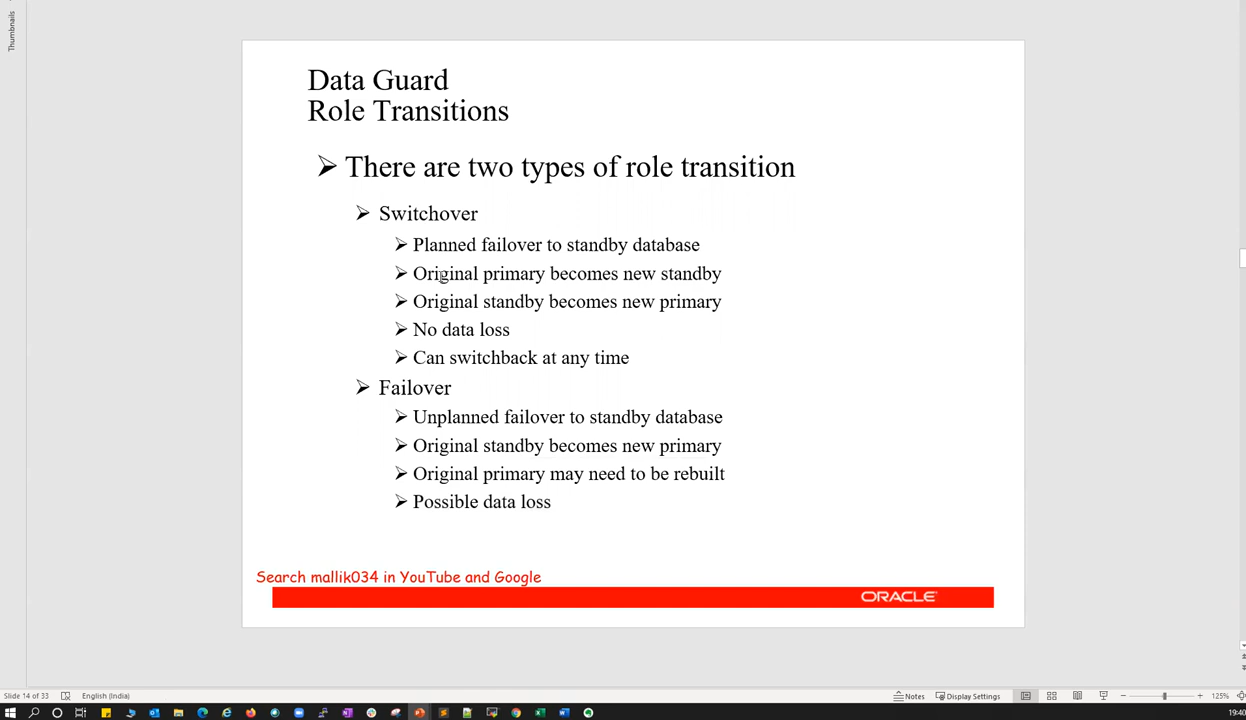 Thumbnails
Data Guard
Role Transitions
There are two types of role transition
Switchover
Planned failover to standby database
Original primary becomes new standby
Original standby becomes new primary
No data loss
Can switchback at any time
Failover
Unplanned failover to standby database
Original standby becomes new primary
Original primary may need to be rebuilt
Possible data loss
Search mallik034 in YouTube and Google
ORACLE
Slide 14 of 33
English (India)
Notes
Display Settings
125%
19:40